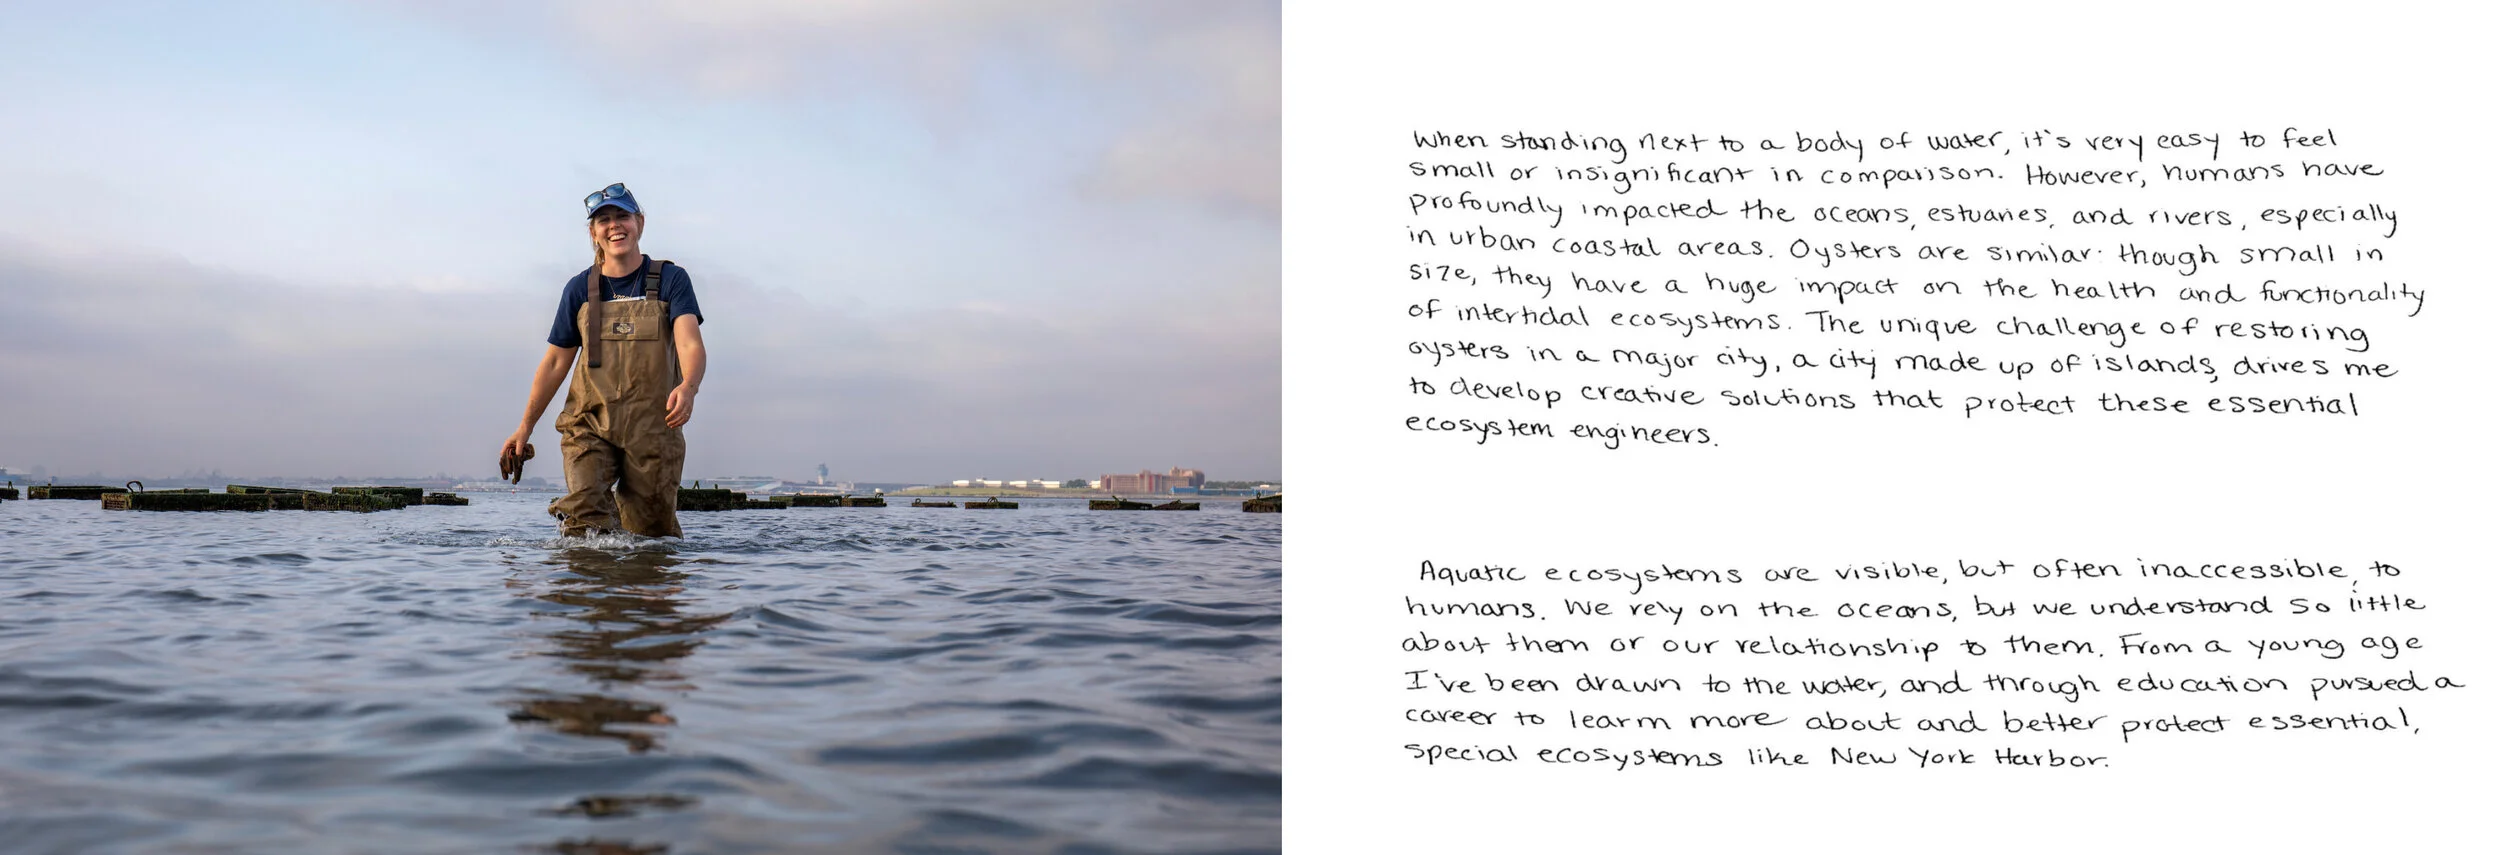 When standing next to a body of water, it's very easy to feel
small or insignificant in comparison. However, humans have
profoundly impacted the oceans, estuaries, and rivers, especially
in urban coastal areas. Oysters are similar: though small in
size, they have a huge impact on the health and functionality
of intertidal ecosystems. The unique challenge of restoring
oysters in a major city, a city made up of islands, drives me
to develop creative solutions that protect these essential
ecosystem engineers.
Aquatic ecosystems are visible, but often inaccessible, to
humans. We rely on the oceans, but we understand so little
about them or our relationship to them. From a young age
I've been drawn to the water, and through education pursued a
career to learn more about and better protect essential,
special ecosystems like New York Harbor.